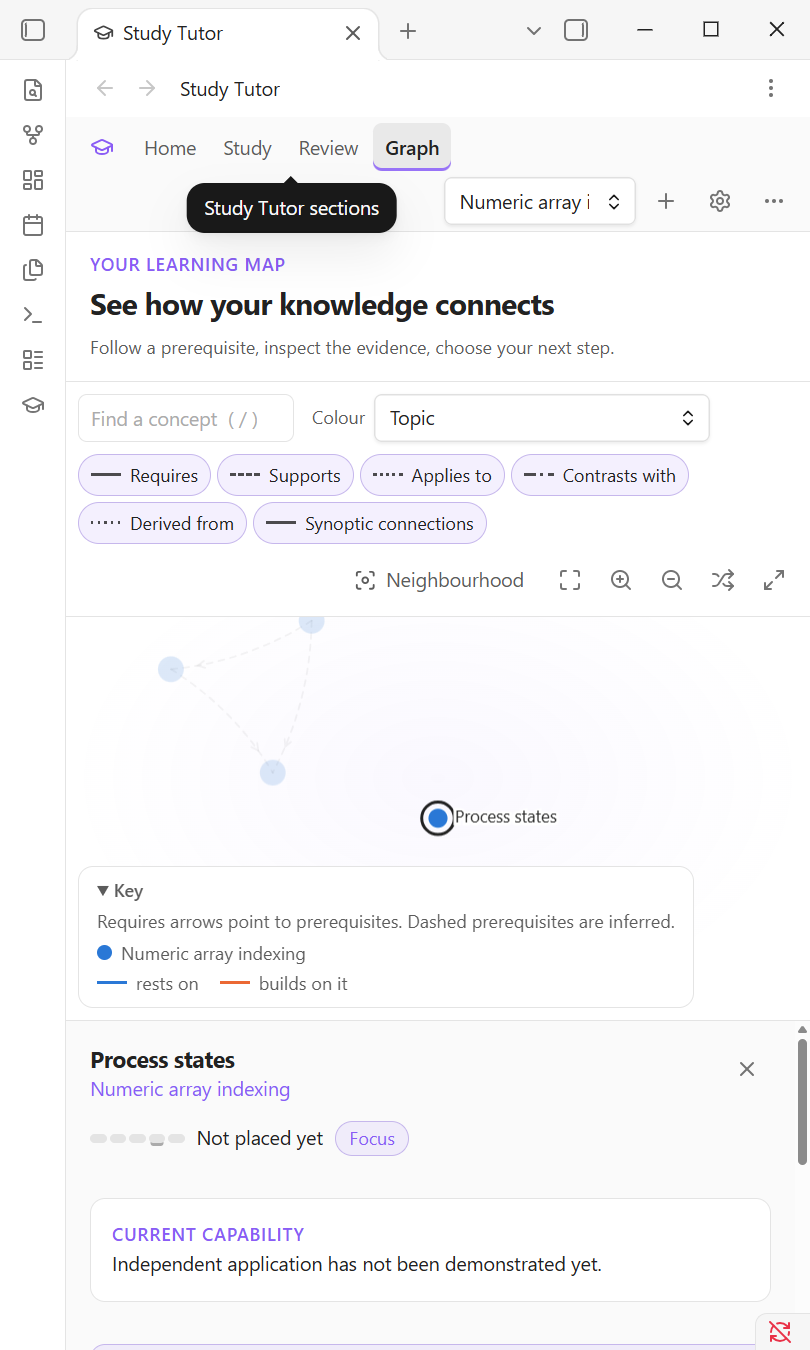 Study Tutor
Study Tutor
Home Study Review Graph
Study Tutor sections
Numeric array i
YOUR LEARNING MAP
See how your knowledge connects
Follow a prerequisite, inspect the evidence, choose your next step.
Find a concept ( / ) Colour Topic
Requires Supports Applies to Contrasts with
Derived from Synoptic connections
Neighbourhood
Process states
Key
Requires arrows point to prerequisites. Dashed prerequisites are inferred.
Numeric array indexing
rests on builds on it
Process states
Numeric array indexing
Not placed yet Focus
CURRENT CAPABILITY
Independent application has not been demonstrated yet.